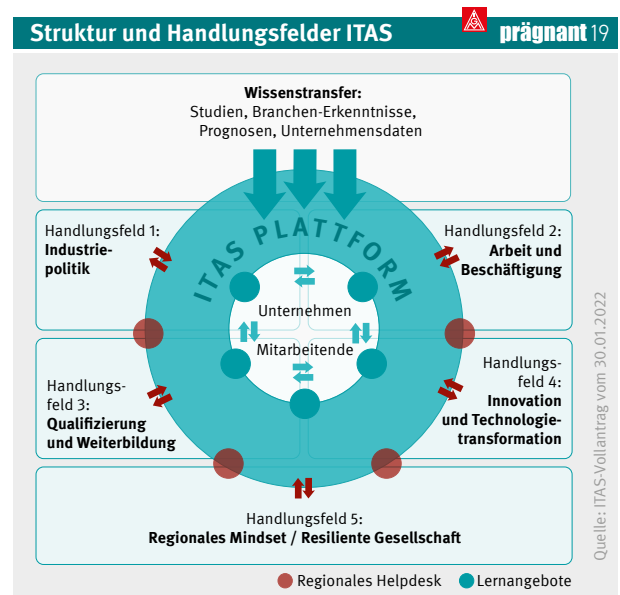 Struktur und Handlungsfelder ITAS
prägnant 19
Wissenstransfer:
Studien, Branchen-Erkenntnisse,
Prognosen, Unternehmensdaten
ITAS PLATTFORM
Handlungsfeld 1:
Industrie-
politik
Handlungsfeld 2:
Arbeit und
Beschäftigung
Unternehmen
Mitarbeitende
Handlungs-
feld 3:
Qualifizierung
und Weiterbildung
Handlungs-
feld 4:
Innovation
und Technologie-
transformation
Handlungsfeld 5:
Regionales Mindset / Resiliente Gesellschaft
Regionales Helpdesk
Lernangebote
Quelle: ITAS-Vollantrag vom 30.01.2022